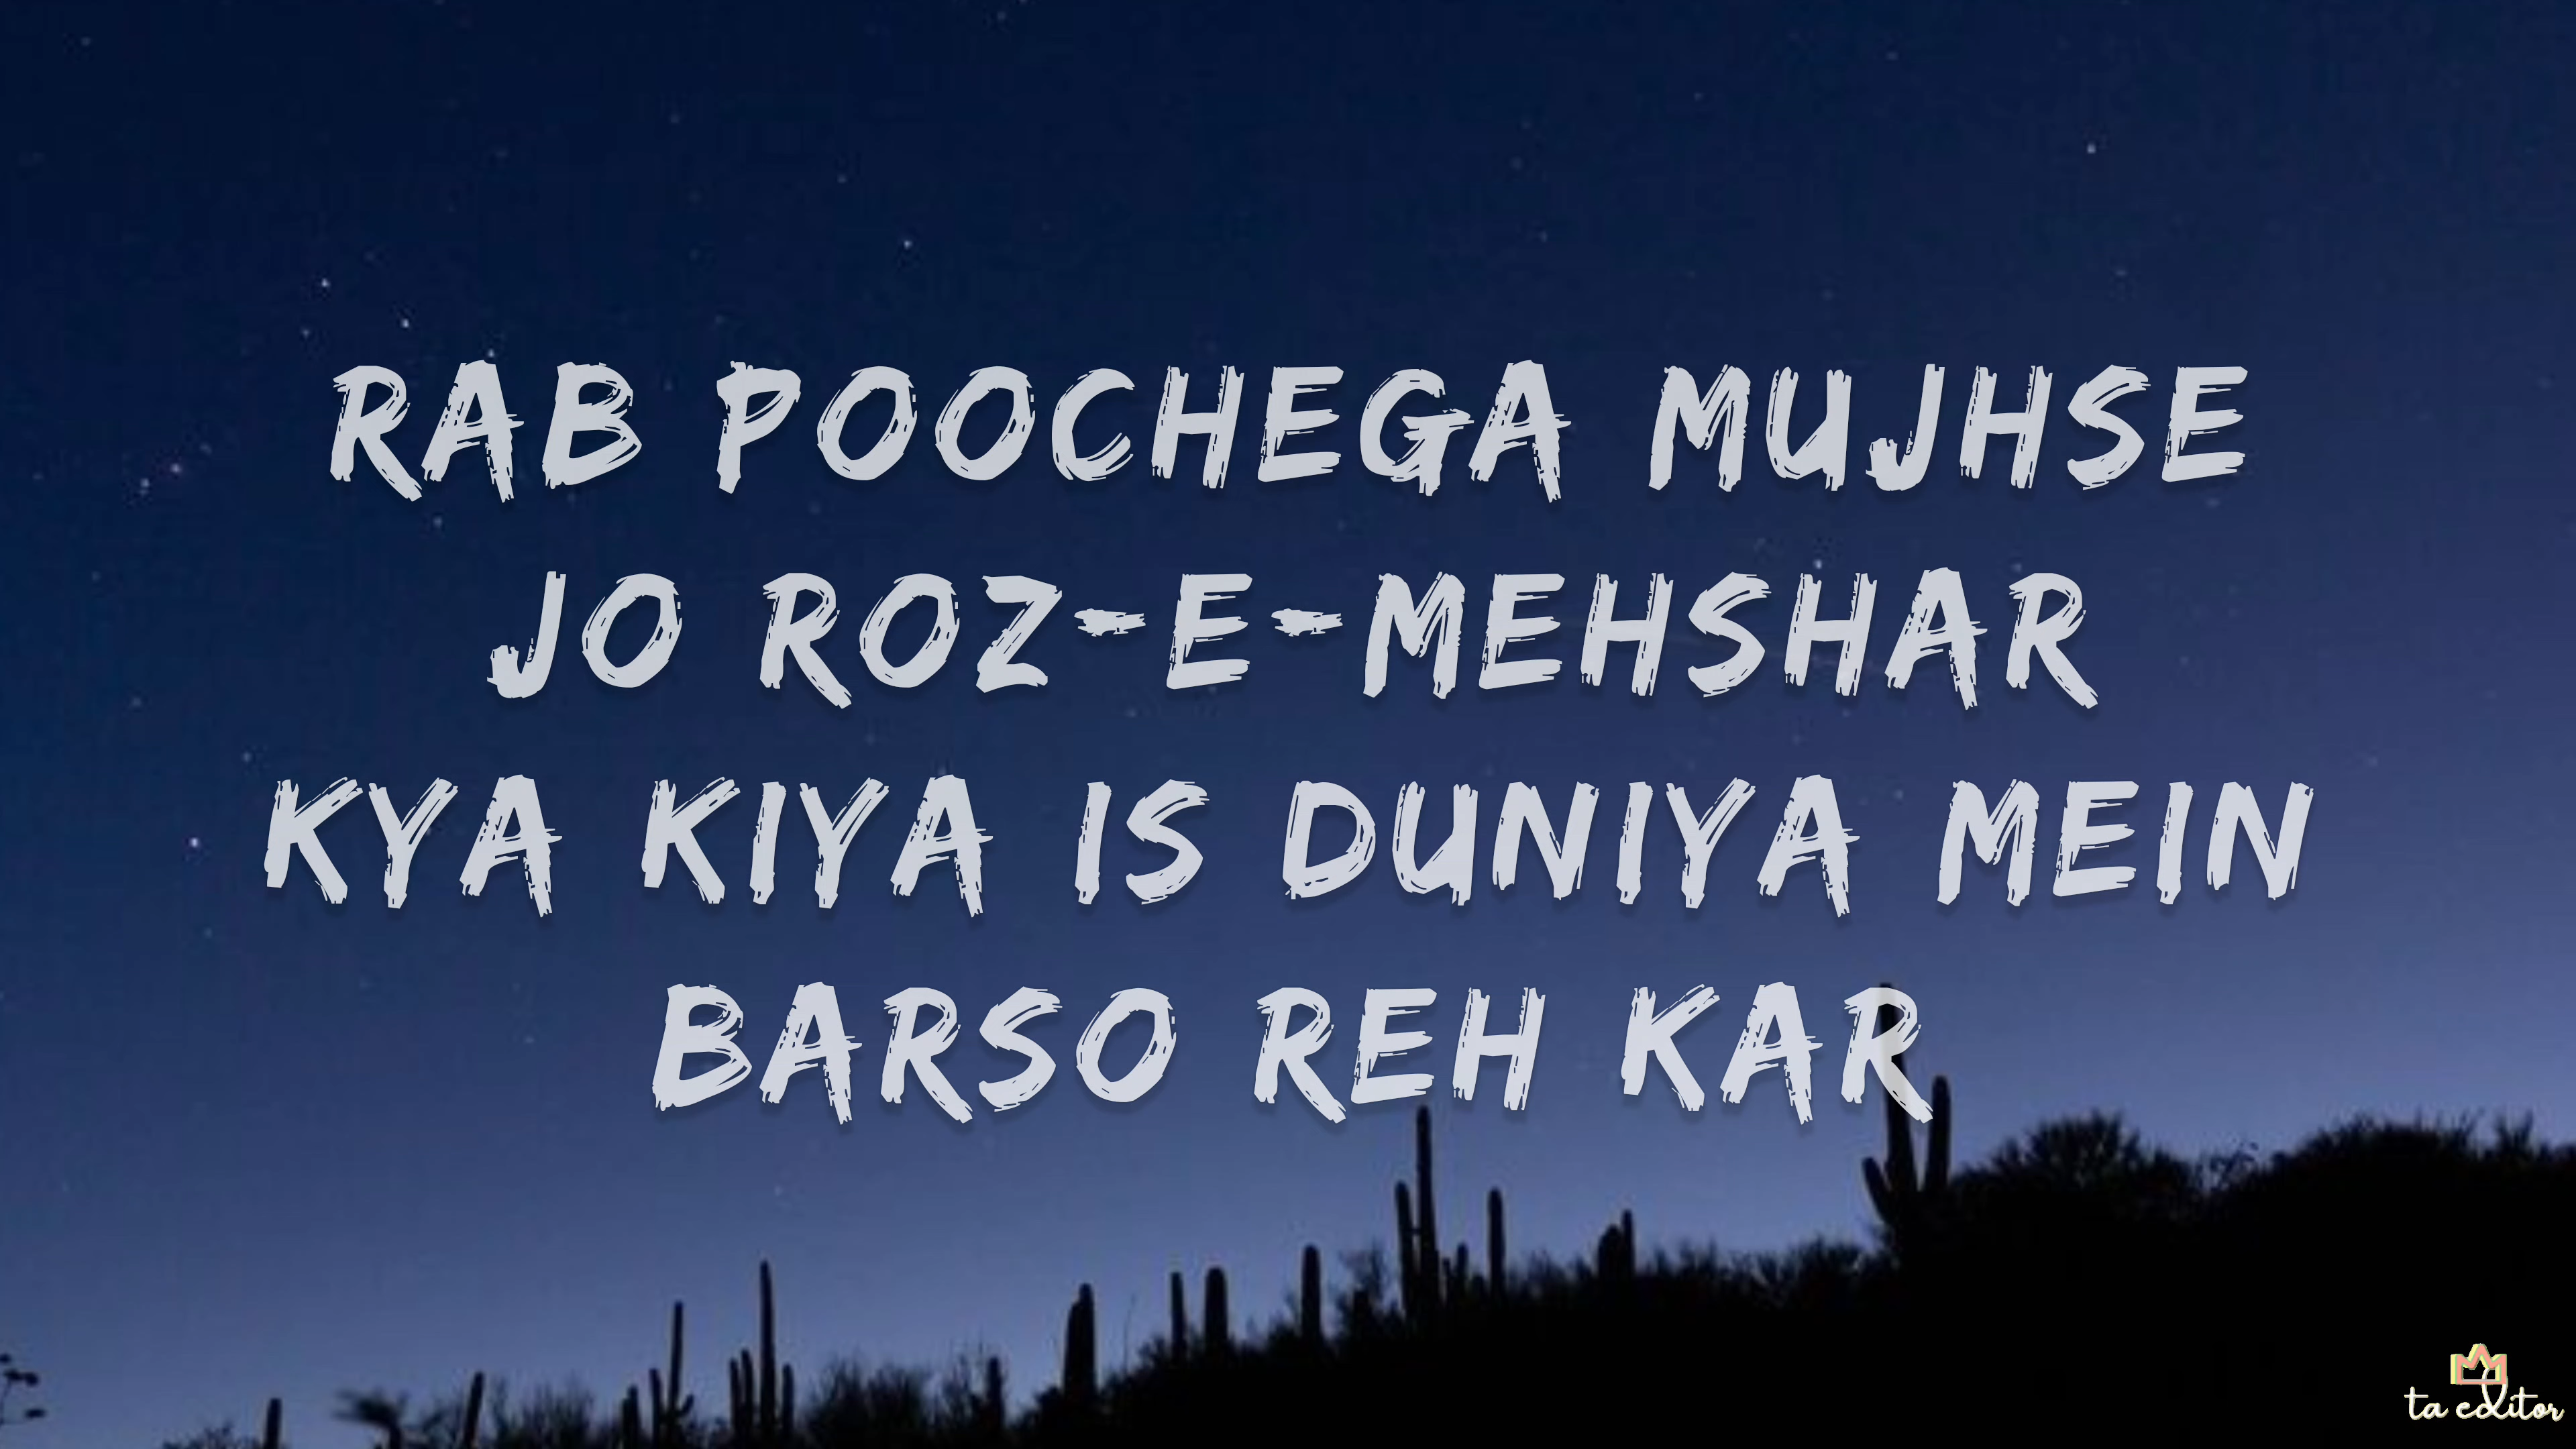 RAB POOCHEGA MUJHSE
JO ROZ-E-MEHSHAR
KYA KIYA IS DUNIYA MEIN
BARSO REH KAR
ta editor